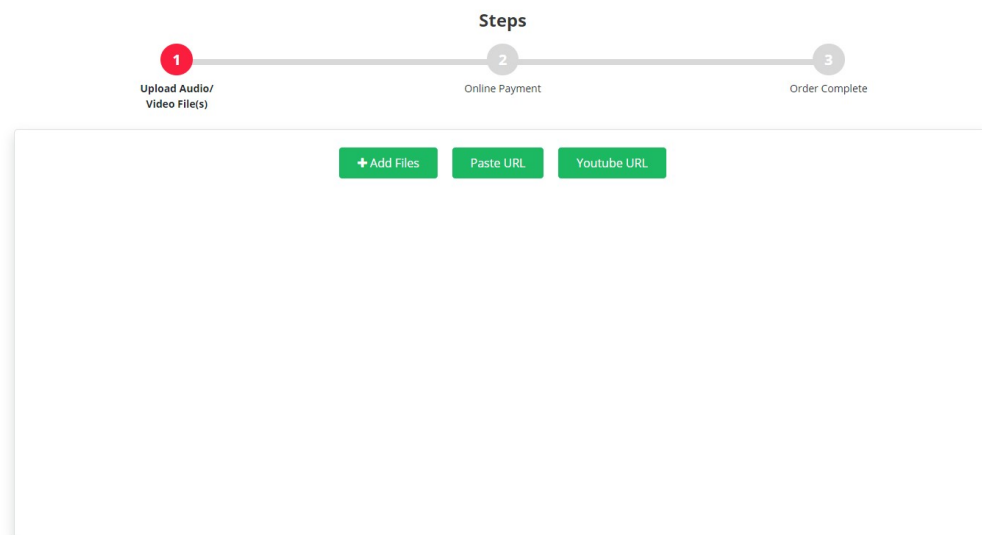 Steps
1
2
3
Upload Audio/
Video File(s)
Online Payment
Order Complete
+ Add Files
Paste URL
Youtube URL